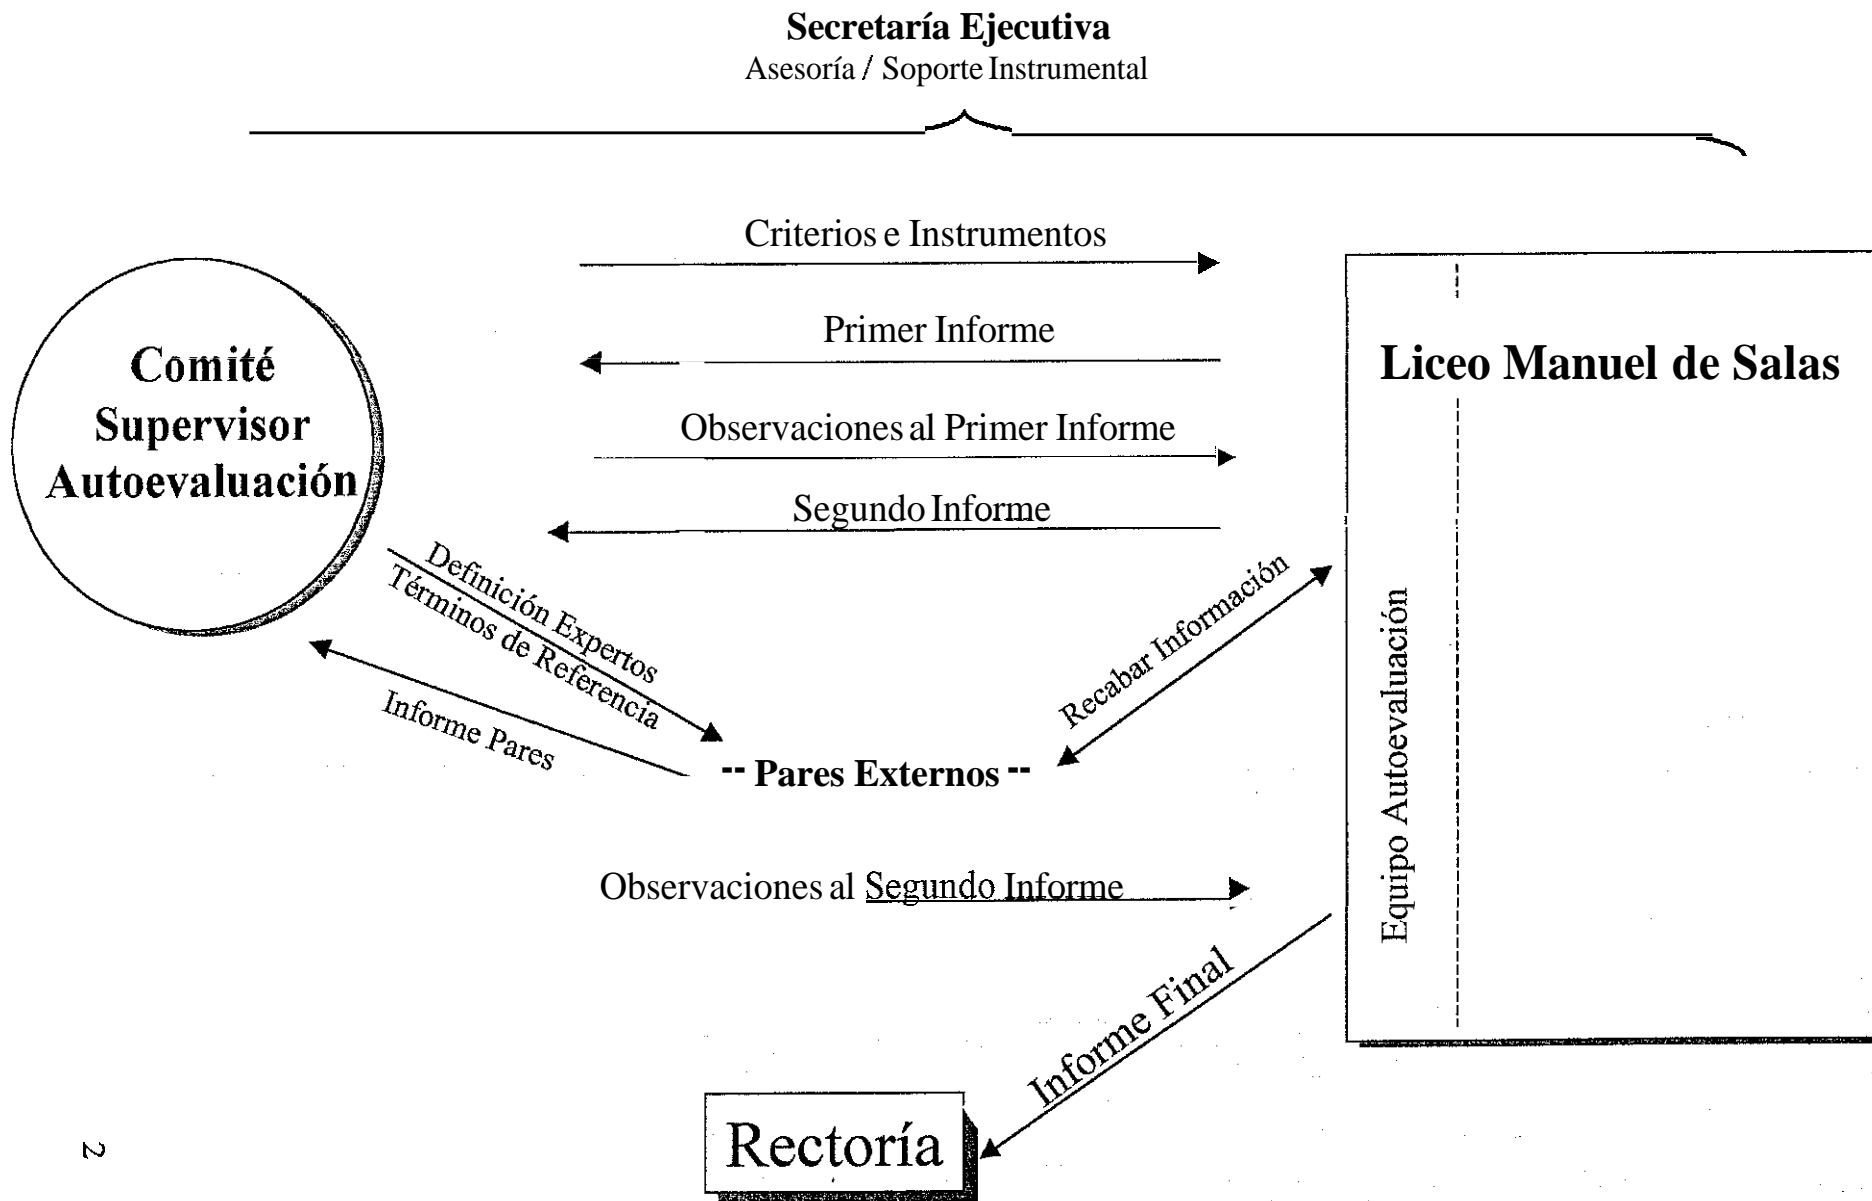 Secretaría Ejecutiva
Asesoría / Soporte Instrumental
Criterios e Instrumentos
Primer Informe
Observaciones al Primer Informe
Segundo Informe
Comité
Supervisor
Autoevaluación
Liceo Manuel de Salas
Equipo Autoevaluación
Definición Expertos
Términos de Referencia
Informe Pares
Recabar Información
-- Pares Externos --
Observaciones al Segundo Informe
Informe Final
Rectoría
2